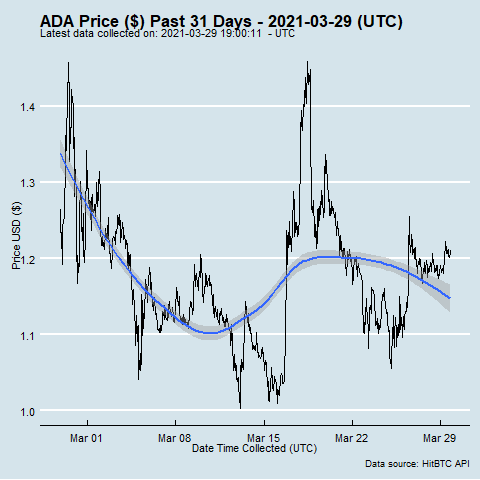 ADA Price ($) Past 31 Days - 2021-03-29 (UTC)
Latest data collected on: 2021-03-29 19:00:11  - UTC
Price USD ($)
1.4
1.3
1.2
1.1
1.0
Mar 01
Mar 08
Mar 15
Mar 22
Mar 29
Date Time Collected (UTC)
Data source: HitBTC API